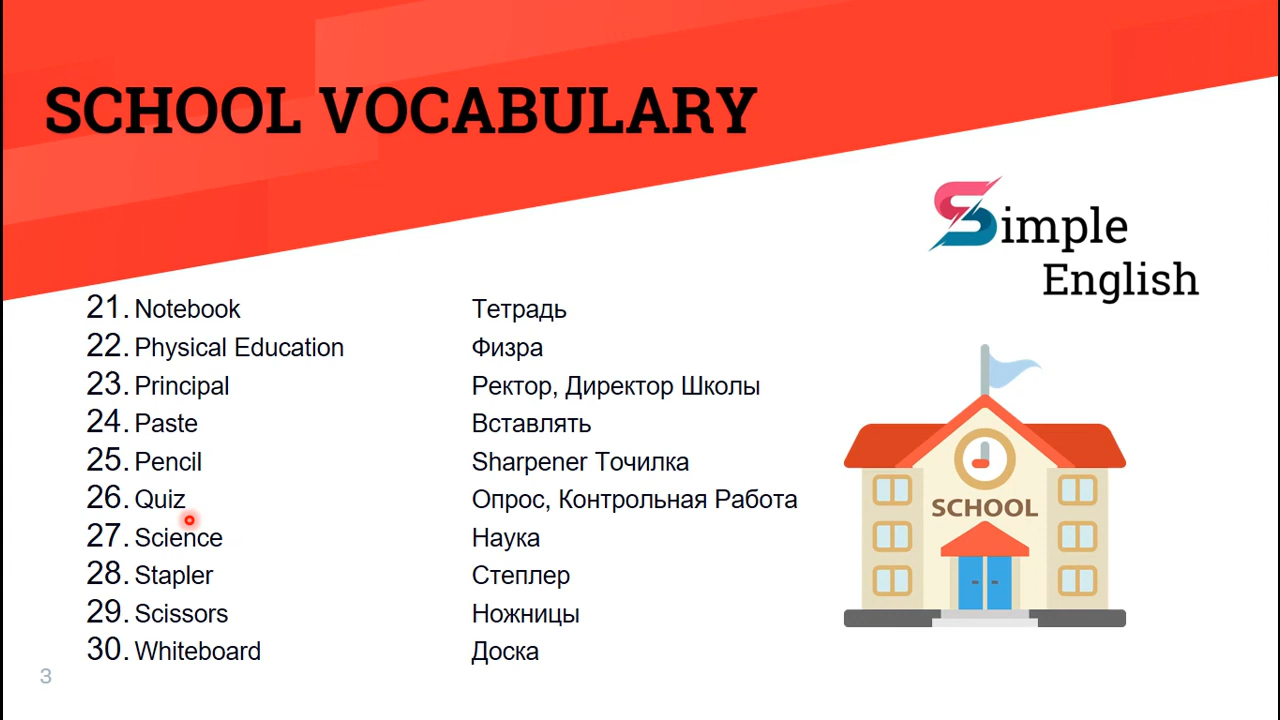 SCHOOL VOCABULARY
Simple
English
21. Notebook Тетрадь
22. Physical Education Физра
23. Principal Ректор, Директор Школы
24. Paste Вставлять
25. Pencil Sharpener Точилка
26. Quiz Опрос, Контрольная Работа
27. Science Наука
28. Stapler Степлер
29. Scissors Ножницы
30. Whiteboard Доска
SCHOOL
3